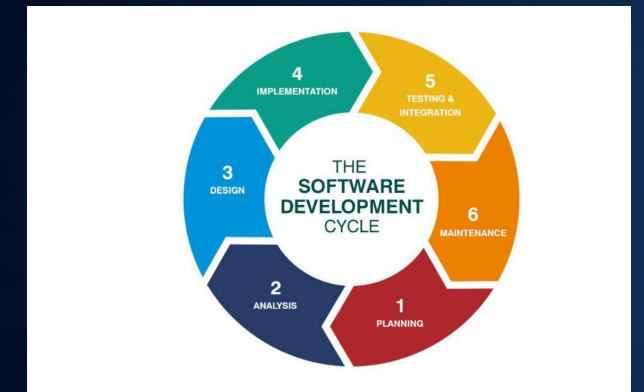 THE
SOFTWARE
DEVELOPMENT
CYCLE
1
PLANNING
2
ANALYSIS
3
DESIGN
4
IMPLEMENTATION
5
TESTING &
INTEGRATION
6
MAINTENANCE